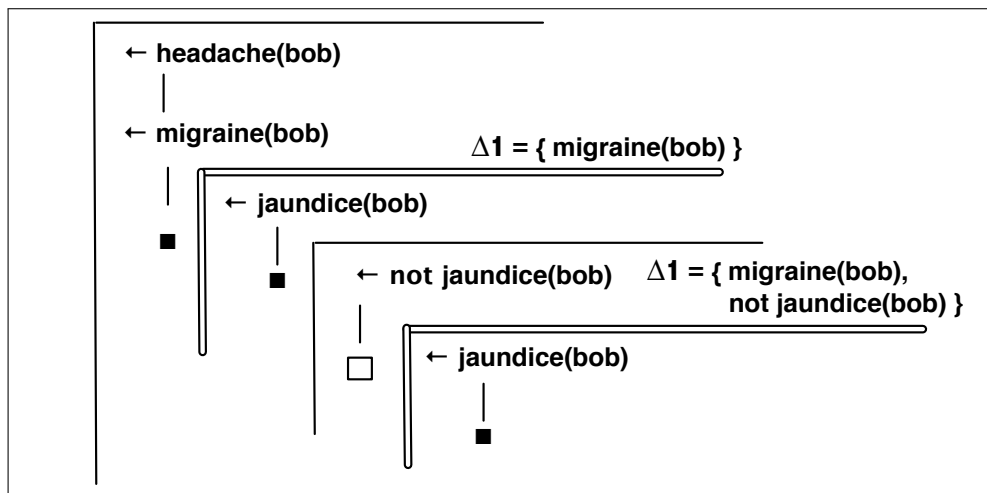 ← headache(bob)
← migraine(bob)
Δ1 = { migraine(bob) }
← jaundice(bob)
← not jaundice(bob)
Δ1 = { migraine(bob),
not jaundice(bob) }
← jaundice(bob)